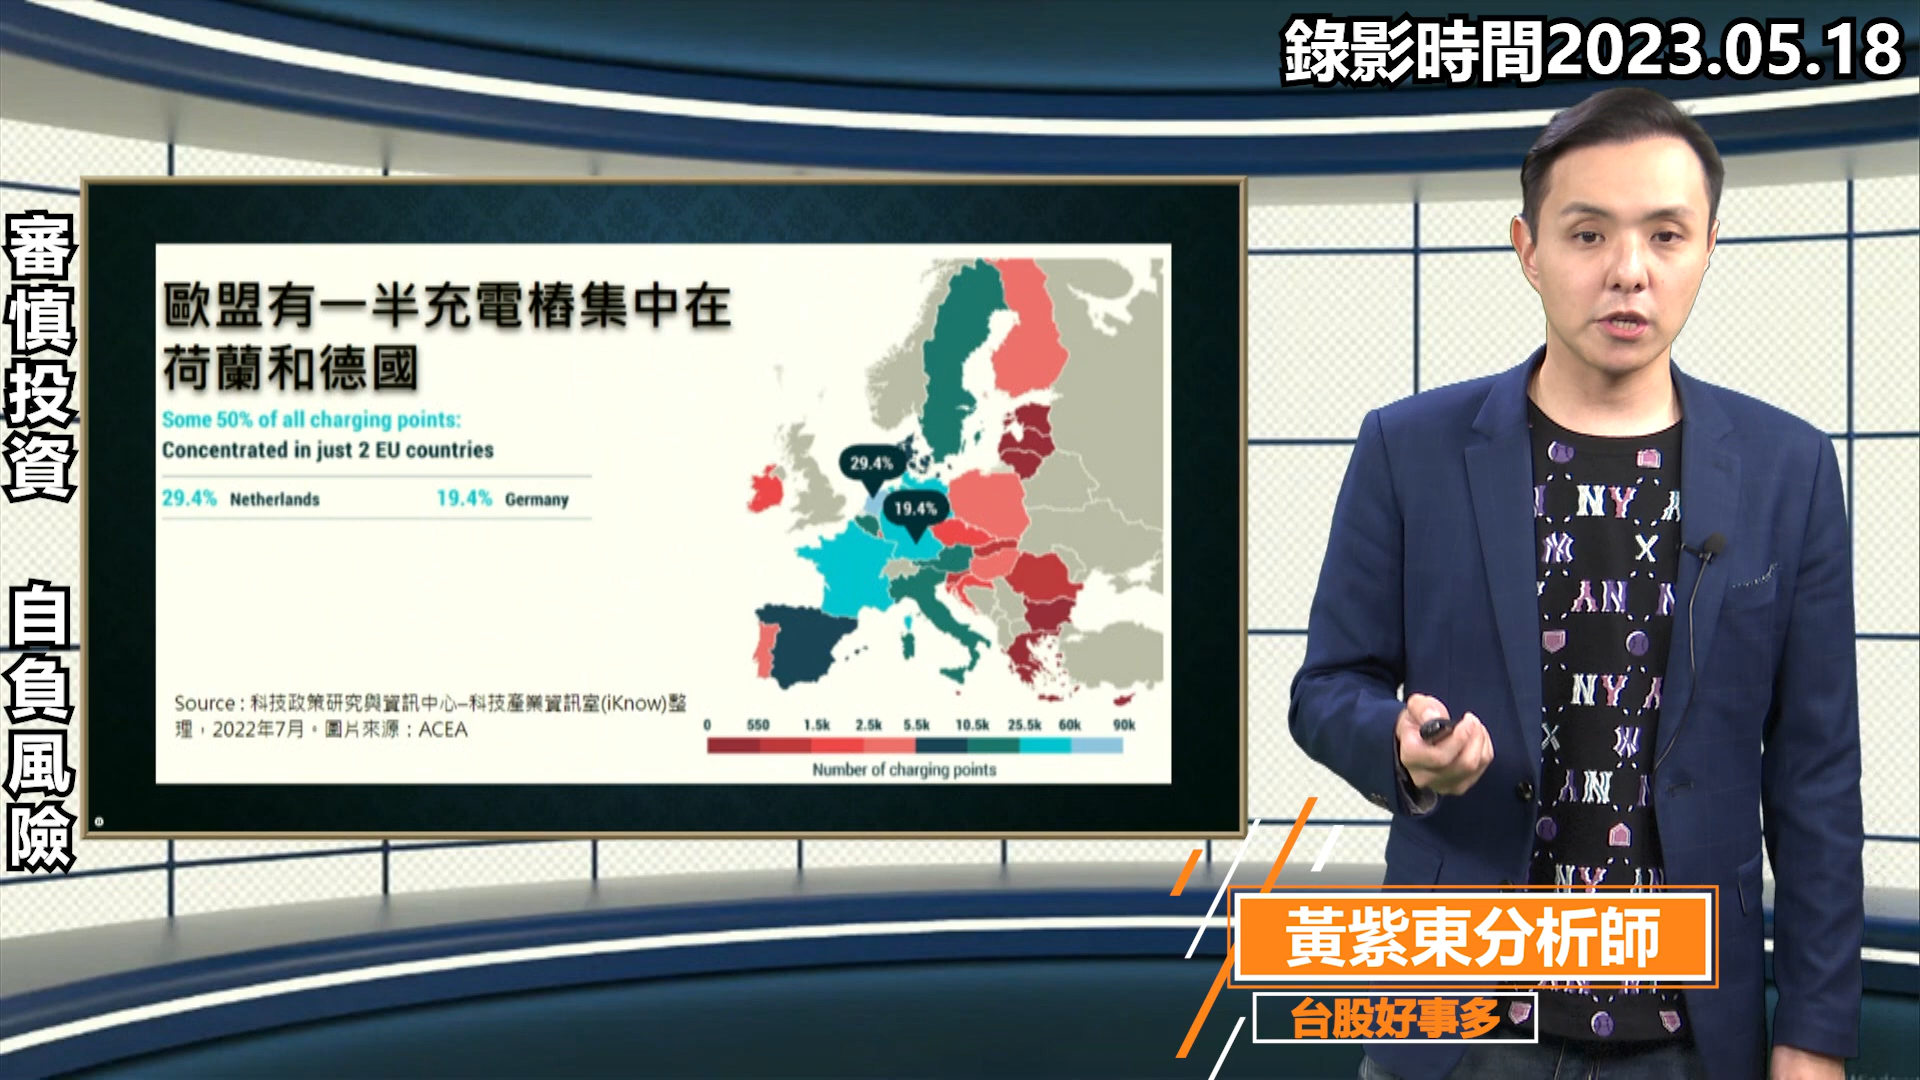 錄影時間2023.05.18
審慎投資 自負風險
歐盟有一半充電樁集中在
荷蘭和德國
Some 50% of all charging points:
Concentrated in just 2 EU countries
29.4% Netherlands 19.4% Germany
29.4%
19.4%
Source : 科技政策研究與資訊中心–科技產業資訊室(iKnow)整
理，2022年7月。圖片來源：ACEA
0 550 1.5k 2.5k 5.5k 10.5k 25.5k 60k 90k
Number of charging points
NY
AN
NY
AN
黃紫東分析師
台股好事多